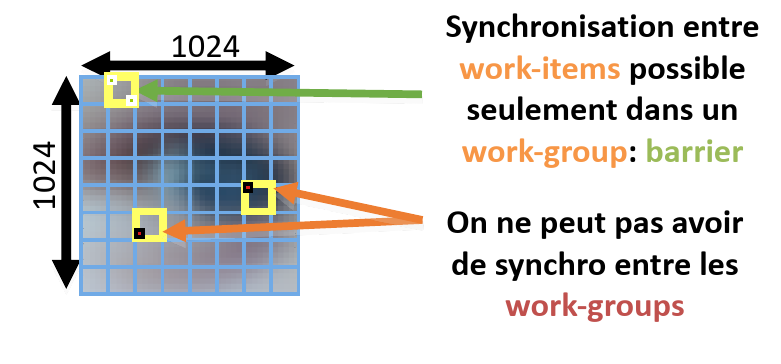 1024
1024
Synchronisation entre
work-items possible
seulement dans un
work-group: barrier
On ne peut pas avoir
de synchro entre les
work-groups